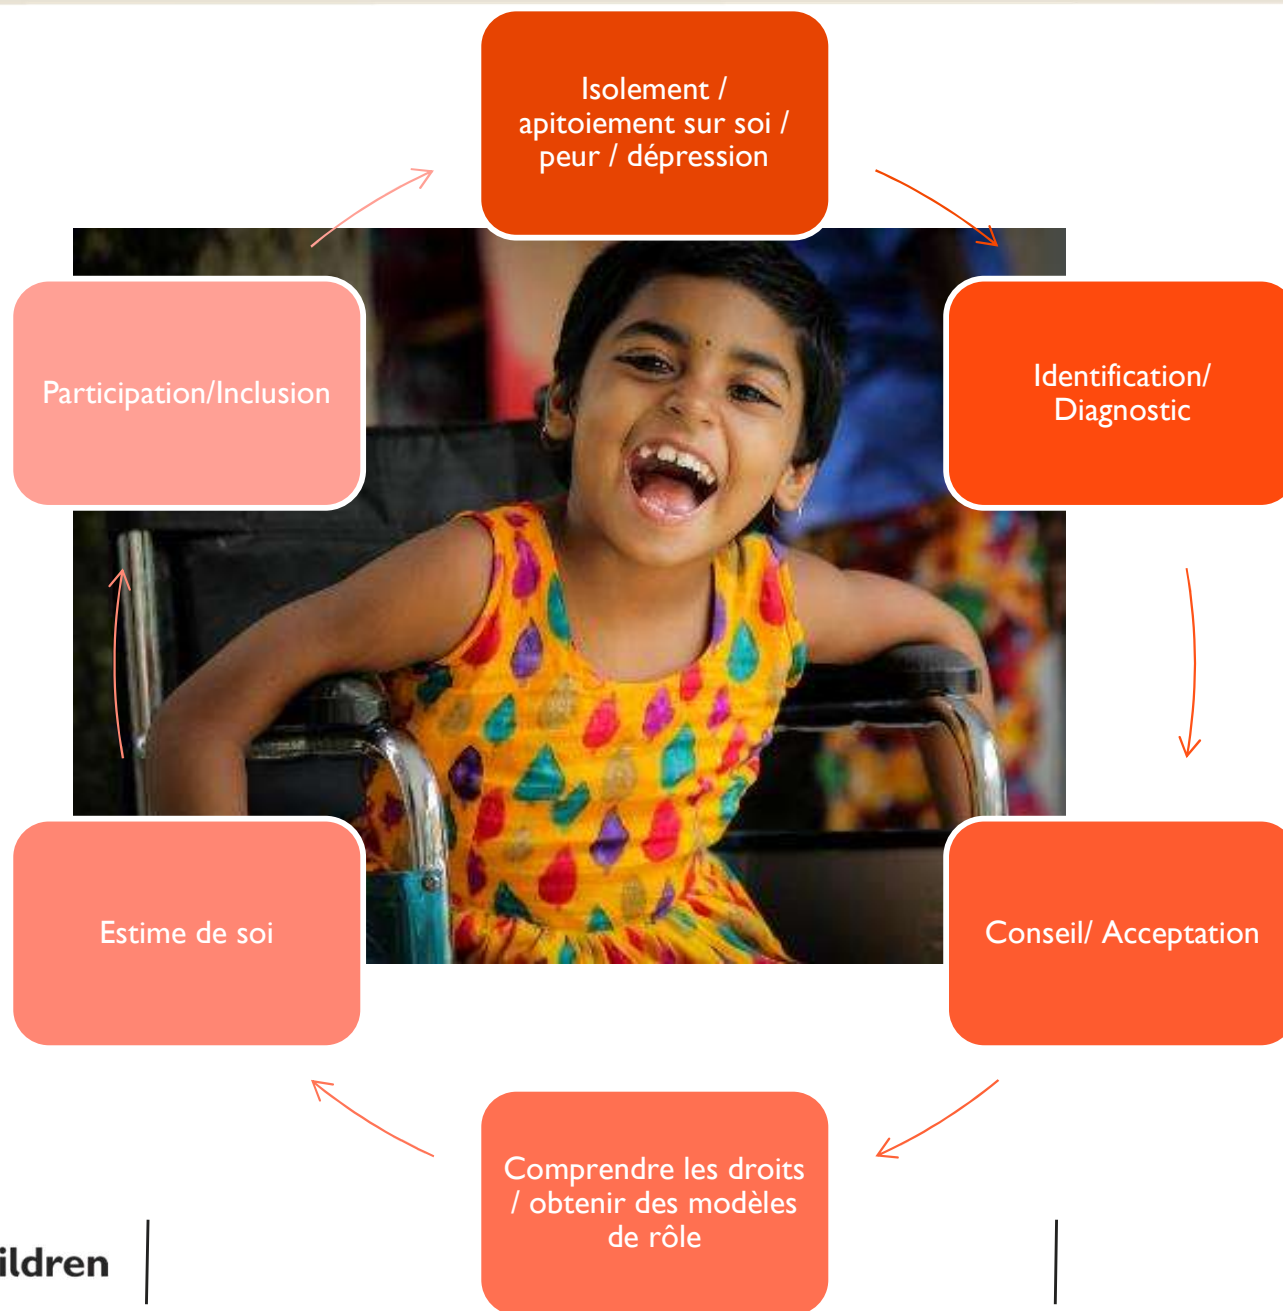 Isolement /
apitoiement sur soi /
peur / dépression
Identification/
Diagnostic
Conseil/ Acceptation
Comprendre les droits
/ obtenir des modèles
de rôle
Estime de soi
Participation/Inclusion
ildren